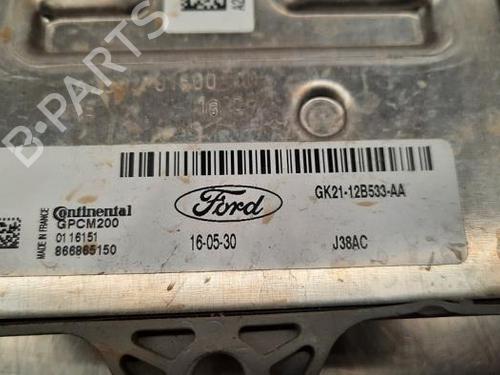 B-PARTS
MADE IN FRANCE
Continental
GPCM200
0116151
866865150
Ford
16-05-30
GK21-12B533-AA
J38AC